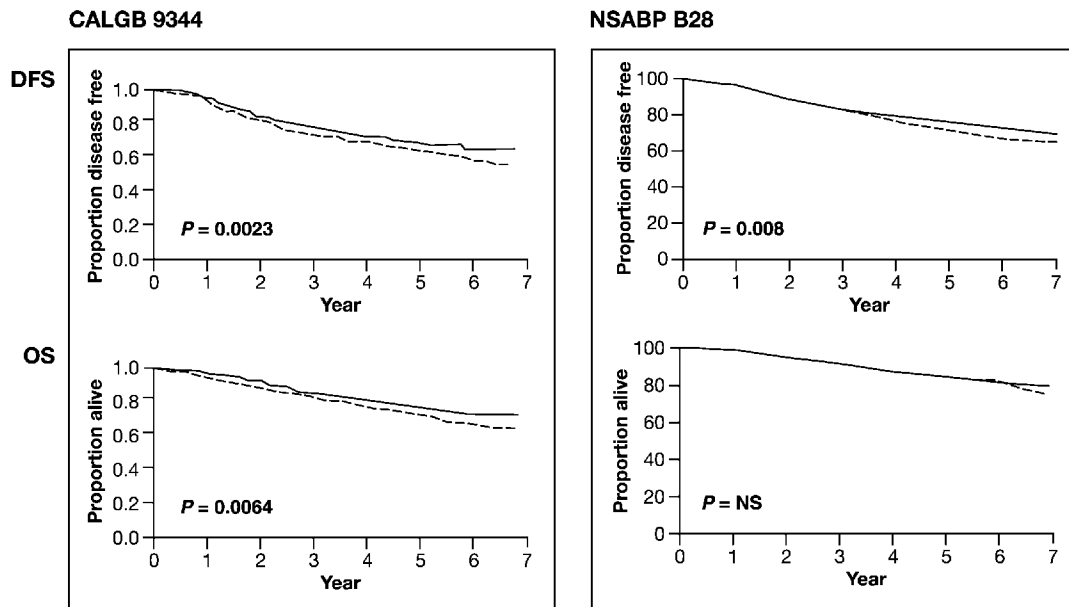 CALGB 9344
NSABP B28
DFS
Proportion disease free
1.0
0.8
0.6
0.4
0.2
0.0
P = 0.0023
0 1 2 3 4 5 6 7
Year
Proportion disease free
100
80
60
40
20
0
P = 0.008
0 1 2 3 4 5 6 7
Year
OS
Proportion alive
1.0
0.8
0.6
0.4
0.2
0.0
P = 0.0064
0 1 2 3 4 5 6 7
Year
Proportion alive
100
80
60
40
20
0
P = NS
0 1 2 3 4 5 6 7
Year